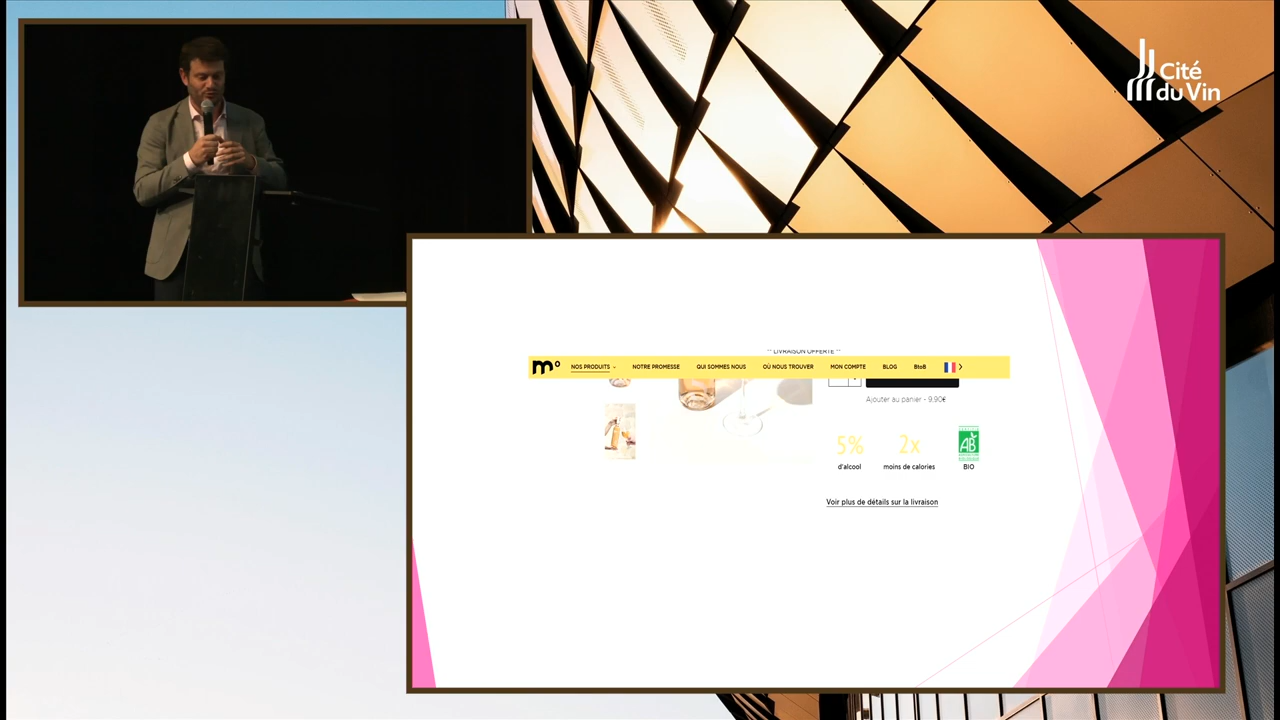 Cité
du Vin
** LIVRAISON OFFERTE **
m°
NOS PRODUITS
NOTRE PROMESSE
QUI SOMMES NOUS
OÙ NOUS TROUVER
MON COMPTE
BLOG
BtoB
Ajouter au panier - 9.90€
5%
d'alcool
2x
moins de calories
AB
BIO
Voir plus de détails sur la livraison